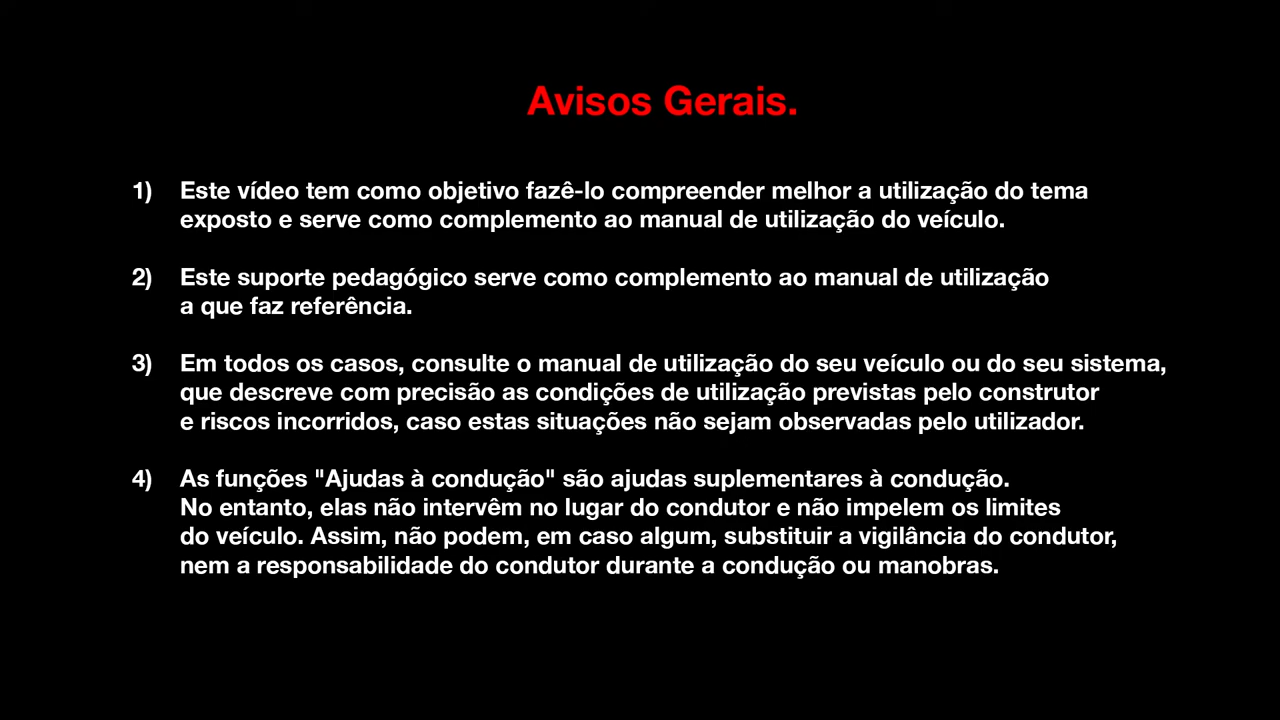 Avisos Gerais.
1) Este vídeo tem como objetivo fazê-lo compreender melhor a utilização do tema
exposto e serve como complemento ao manual de utilização do veículo.
2) Este suporte pedagógico serve como complemento ao manual de utilização
a que faz referência.
3) Em todos os casos, consulte o manual de utilização do seu veículo ou do seu sistema,
que descreve com precisão as condições de utilização previstas pelo construtor
e riscos incorridos, caso estas situações não sejam observadas pelo utilizador.
4) As funções "Ajudas à condução" são ajudas suplementares à condução.
No entanto, elas não intervêm no lugar do condutor e não impelem os limites
do veículo. Assim, não podem, em caso algum, substituir a vigilância do condutor,
nem a responsabilidade do condutor durante a condução ou manobras.